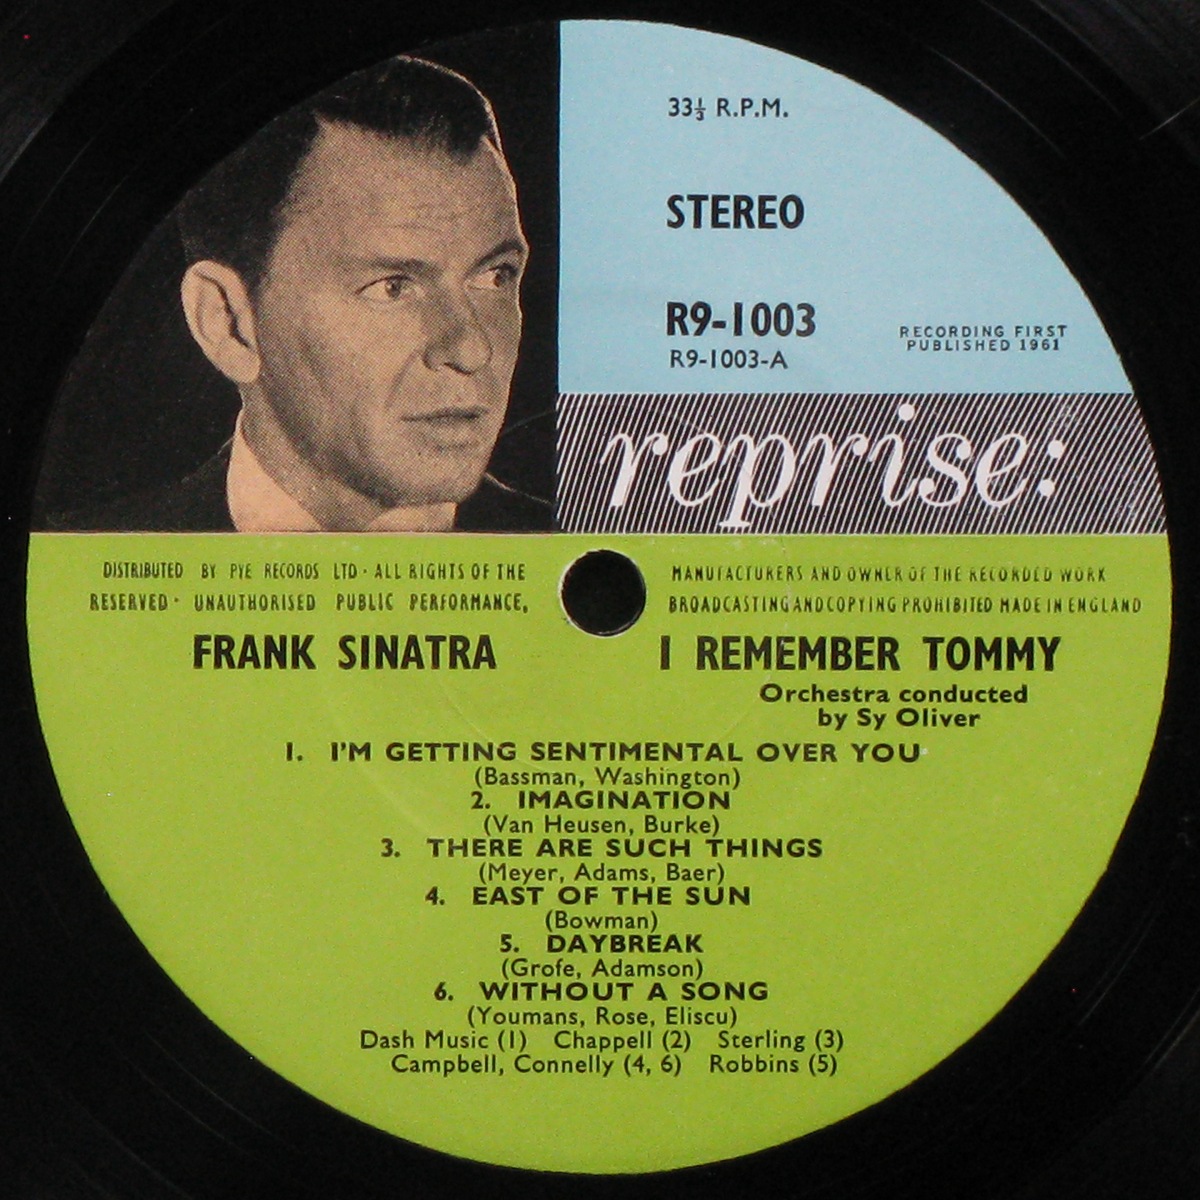 33⅓ R.P.M.
STEREO
R9-1003
R9-1003-A
RECORDING FIRST
PUBLISHED 1961
reprise:
DISTRIBUTED BY PYE RECORDS LTD · ALL RIGHTS OF THE MANUFACTURERS AND OWNER OF THE RECORDED WORK
RESERVED · UNAUTHORISED PUBLIC PERFORMANCE, BROADCASTING AND COPYING PROHIBITED MADE IN ENGLAND
FRANK SINATRA I REMEMBER TOMMY
Orchestra conducted
by Sy Oliver
1. I'M GETTING SENTIMENTAL OVER YOU
(Bassman, Washington)
2. IMAGINATION
(Van Heusen, Burke)
3. THERE ARE SUCH THINGS
(Meyer, Adams, Baer)
4. EAST OF THE SUN
(Bowman)
5. DAYBREAK
(Grofe, Adamson)
6. WITHOUT A SONG
(Youmans, Rose, Eliscu)
Dash Music (1) Chappell (2) Sterling (3)
Campbell, Connelly (4, 6) Robbins (5)